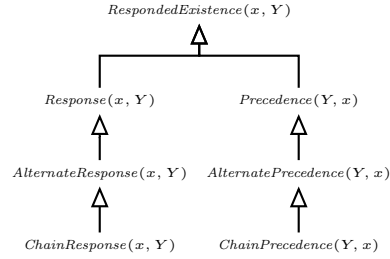 RespondedExistence(x, Y)
Response(x, Y) Precedence(Y, x)
AlternateResponse(x, Y) AlternatePrecedence(Y, x)
ChainResponse(x, Y) ChainPrecedence(Y, x)